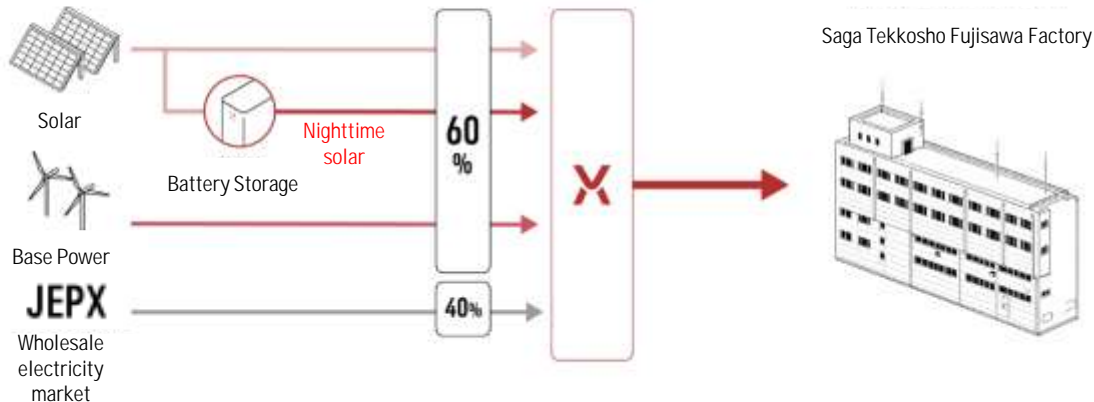 Saga Tekkosho Fujisawa Factory
Solar
Nighttime
solar
Battery Storage
60
%
Base Power
JEPX
40%
Wholesale
electricity
market